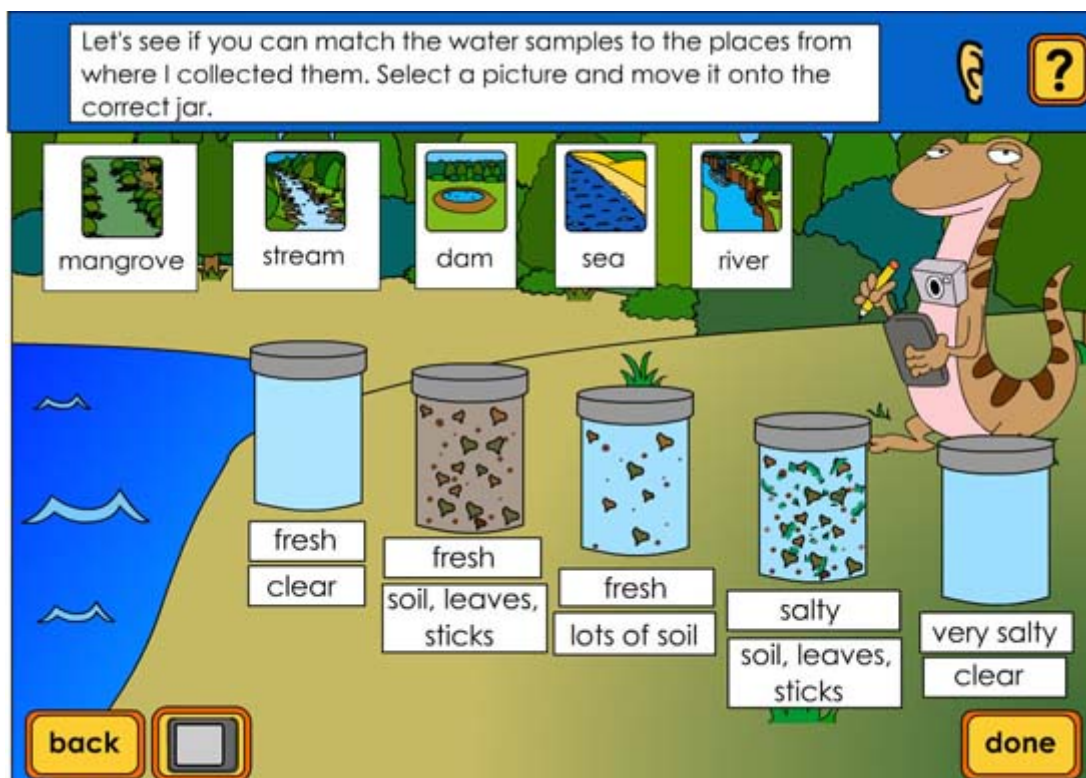 Let's see if you can match the water samples to the places from
where I collected them. Select a picture and move it onto the
correct jar.
?
mangrove
stream
dam
sea
river
fresh
clear
fresh
soil, leaves,
sticks
fresh
lots of soil
salty
soil, leaves,
sticks
very salty
clear
back
done